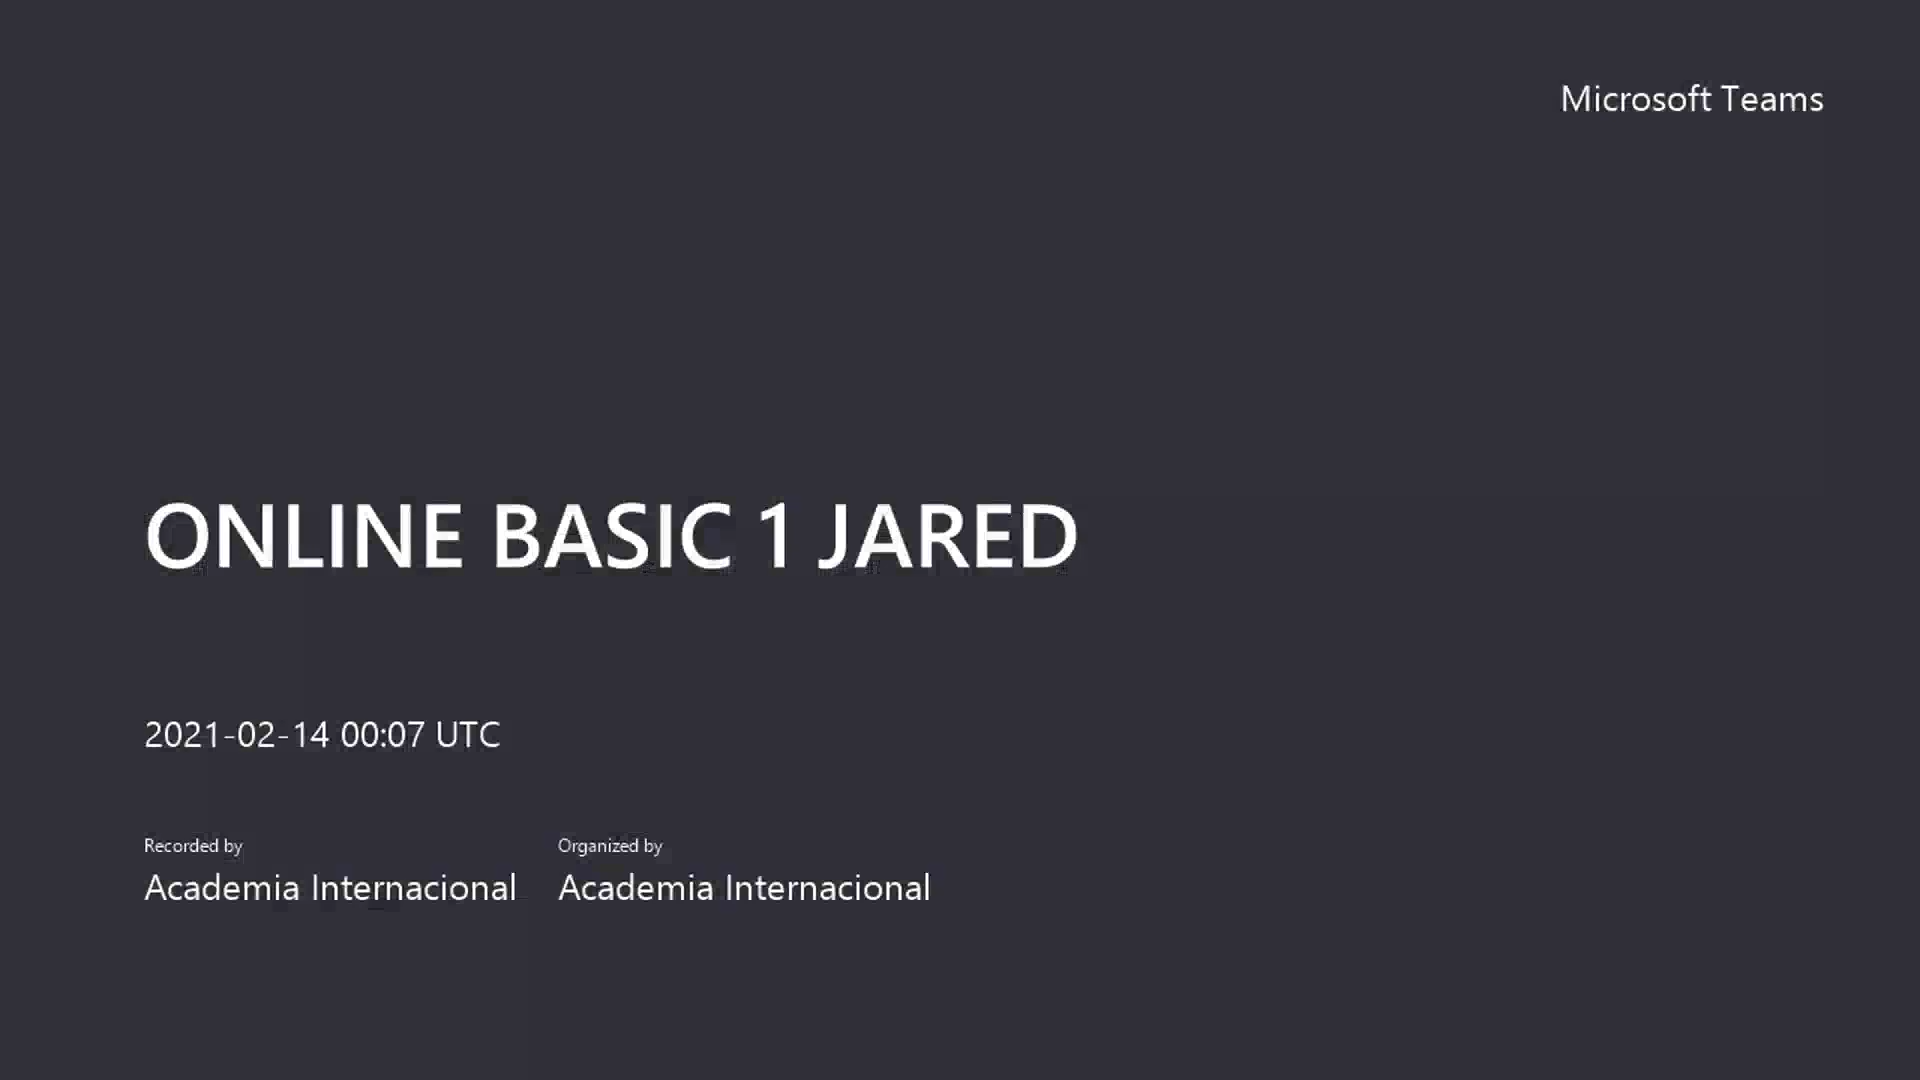 Microsoft Teams
ONLINE BASIC 1 JARED
2021-02-14 00:07 UTC
Recorded by
Academia Internacional
Organized by
Academia Internacional